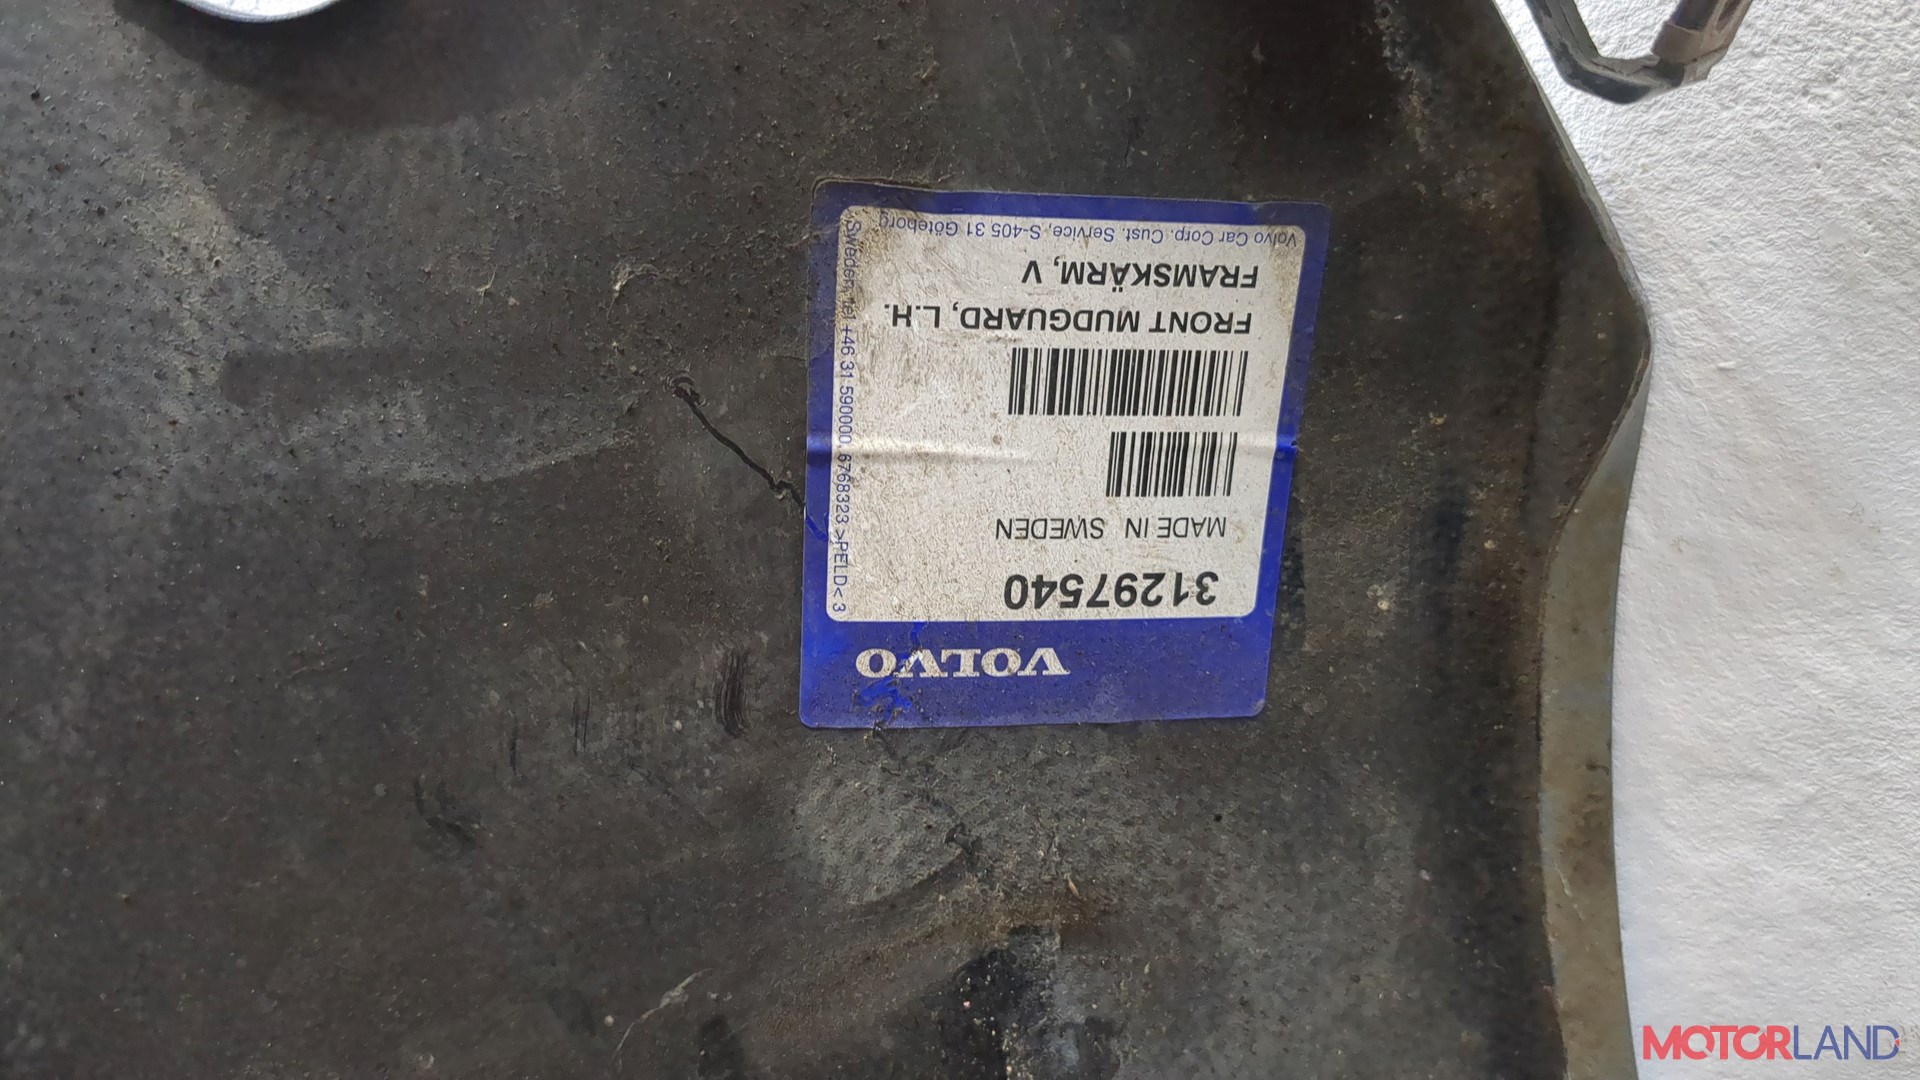 VOLVO
31297540
MADE IN SWEDEN
FRONT MUDGUARD, L.H.
FRAMSKÄRM, V
Volvo Car Corp. Cust. Service, S-405 31 Göteborg
Sweden, tel +46 31 590000, 6768323 >PELD< 3
MOTORLAND